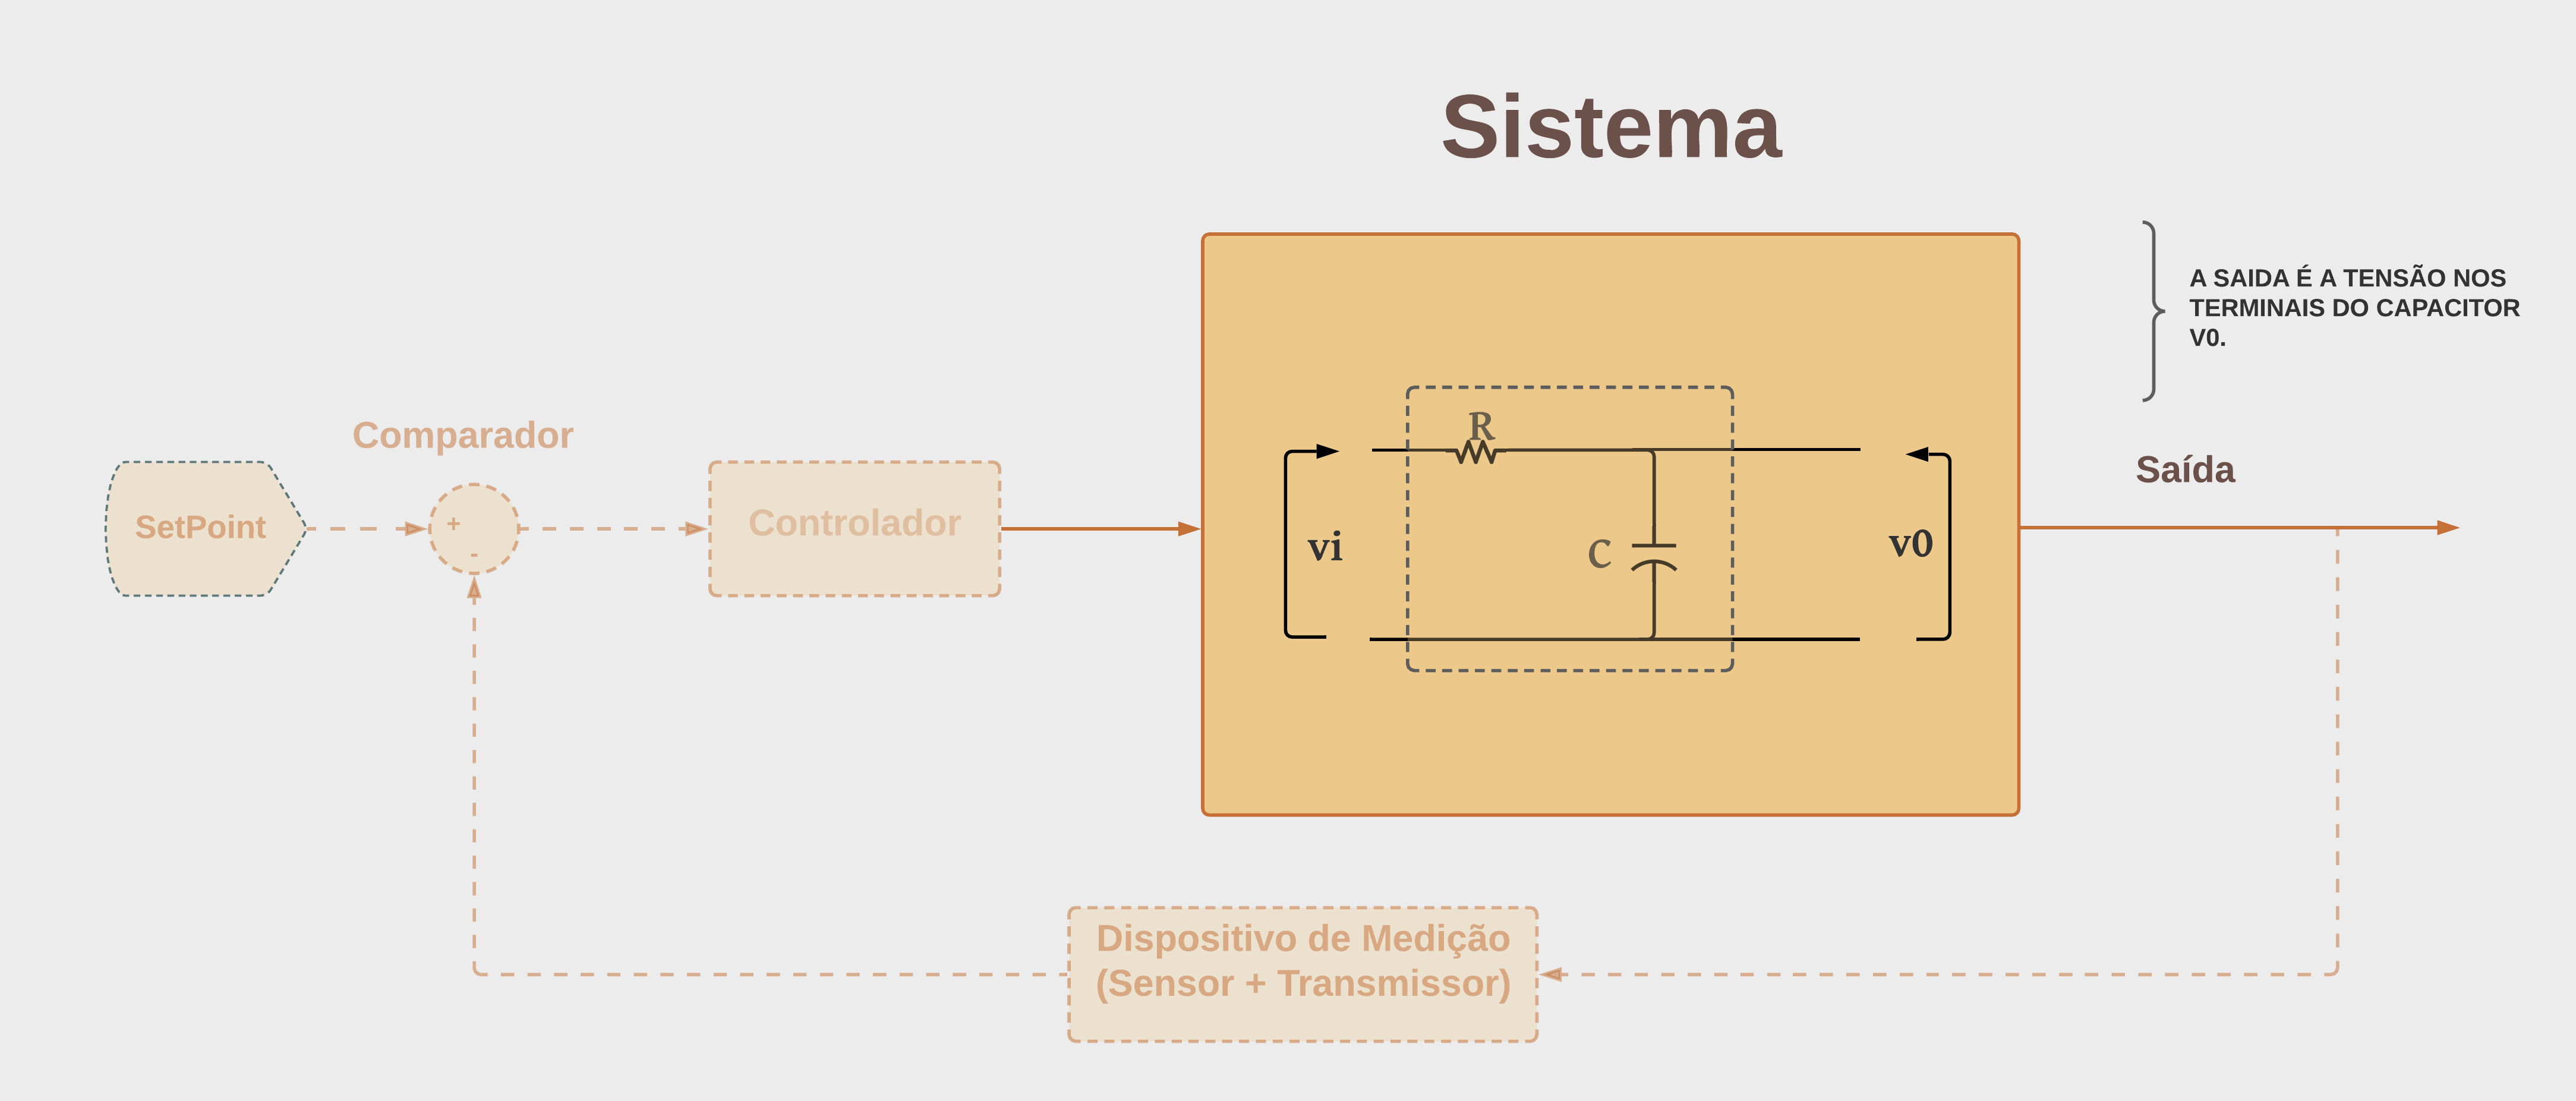 Sistema
A SAIDA É A TENSÃO NOS
TERMINAIS DO CAPACITOR
V0.
Comparador
SetPoint
+
-
Controlador
R
vi
C
v0
Saída
Dispositivo de Medição
(Sensor + Transmissor)